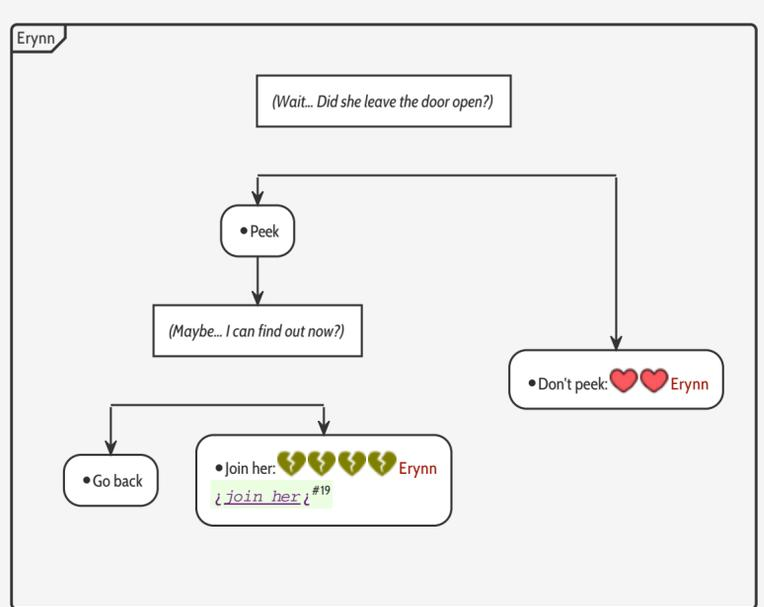 Erynn
(Wait... Did she leave the door open?)
•Peek
(Maybe... I can find out now?)
•Don't peek: Erynn
•Go back
•Join her: Erynn
¿join her¿#19